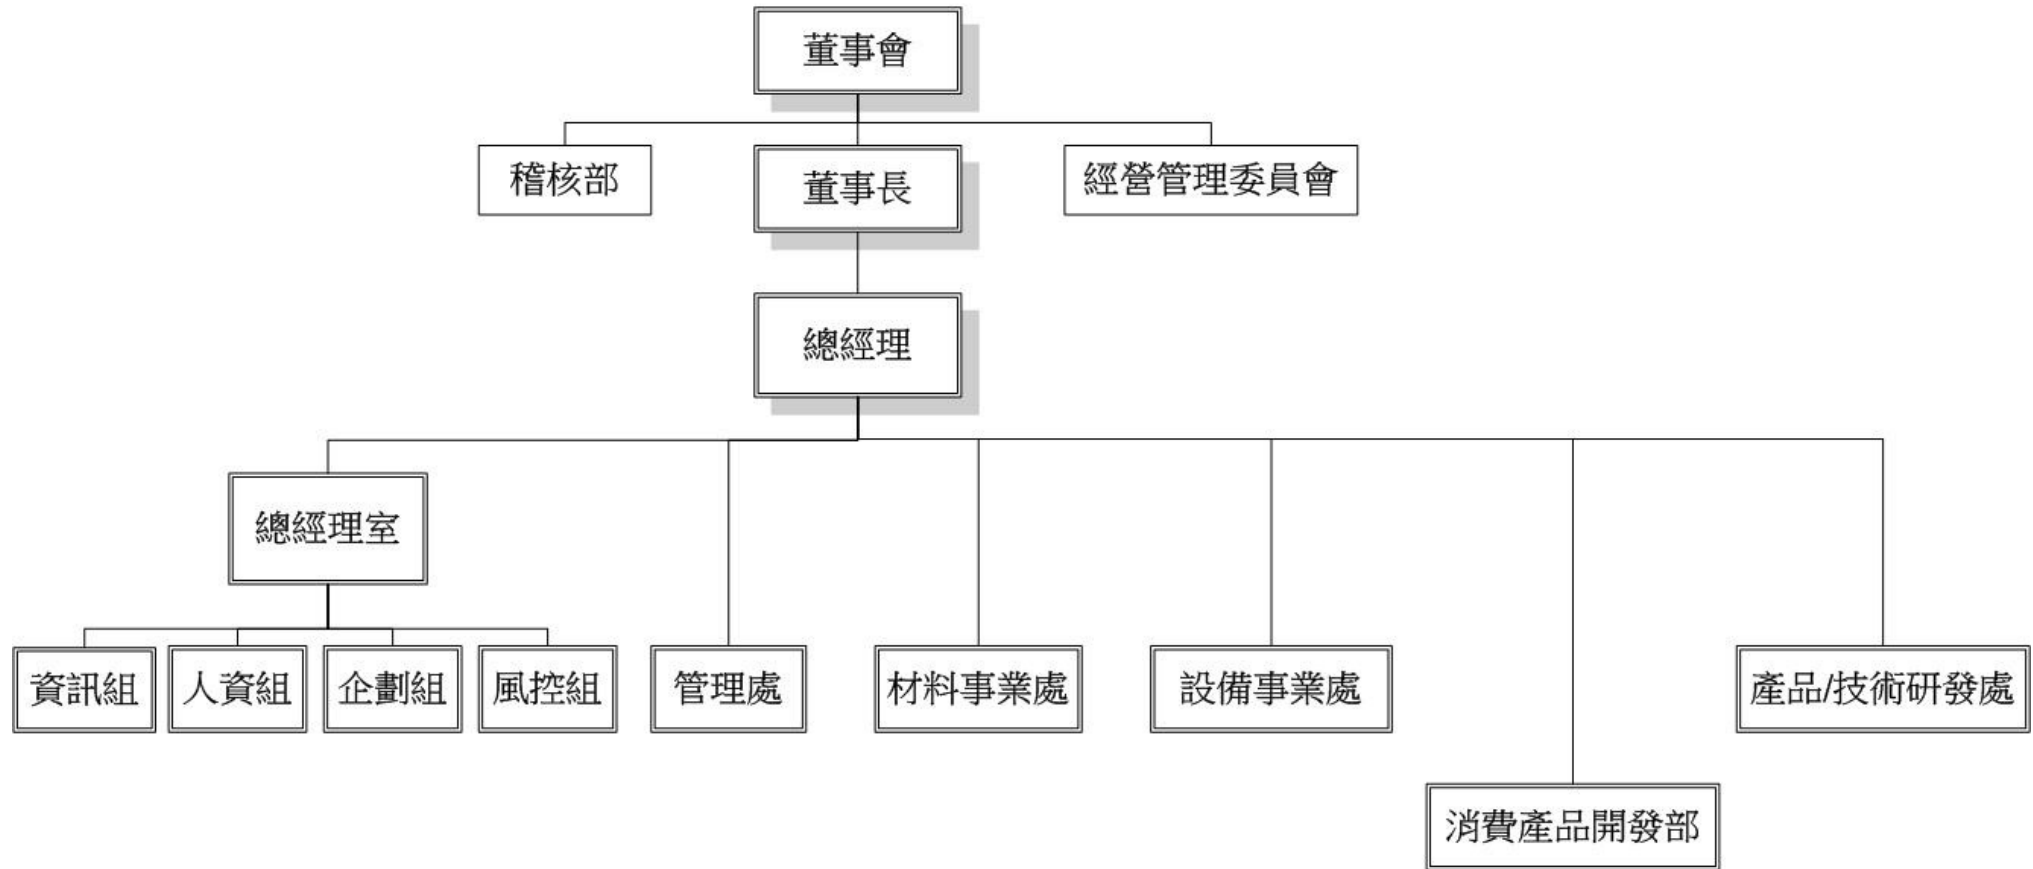 董事會
稽核部
董事長
經營管理委員會
總經理
總經理室
資訊組
人資組
企劃組
風控組
管理處
材料事業處
設備事業處
產品/技術研發處
消費產品開發部